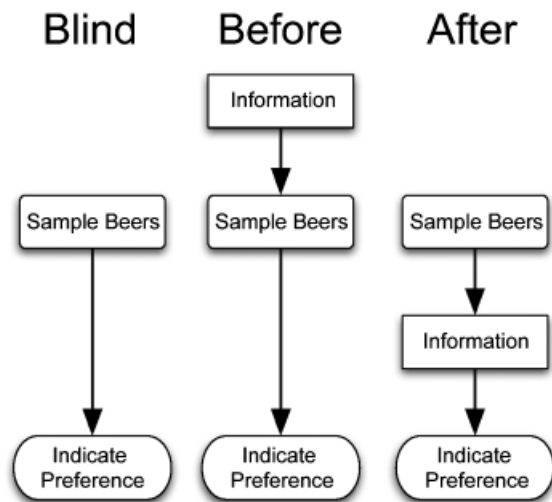 Blind Before After
Information
Sample Beers Sample Beers Sample Beers
Information
Indicate Indicate Indicate
Preference Preference Preference